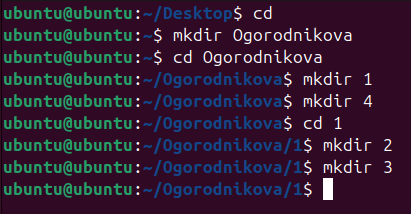 ubuntu@ubuntu:~/Desktop$ cd
ubuntu@ubuntu:~$ mkdir Ogorodnikova
ubuntu@ubuntu:~$ cd Ogorodnikova
ubuntu@ubuntu:~/Ogorodnikova$ mkdir 1
ubuntu@ubuntu:~/Ogorodnikova$ mkdir 4
ubuntu@ubuntu:~/Ogorodnikova$ cd 1
ubuntu@ubuntu:~/Ogorodnikova/1$ mkdir 2
ubuntu@ubuntu:~/Ogorodnikova/1$ mkdir 3
ubuntu@ubuntu:~/Ogorodnikova/1$